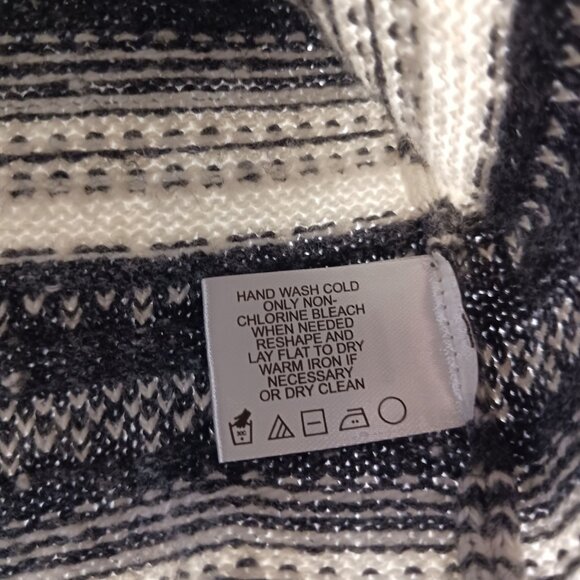 HAND WASH COLD
ONLY NON-
CHLORINE BLEACH
WHEN NEEDED
RESHAPE AND
LAY FLAT TO DRY
WARM IRON IF
NECESSARY
OR DRY CLEAN